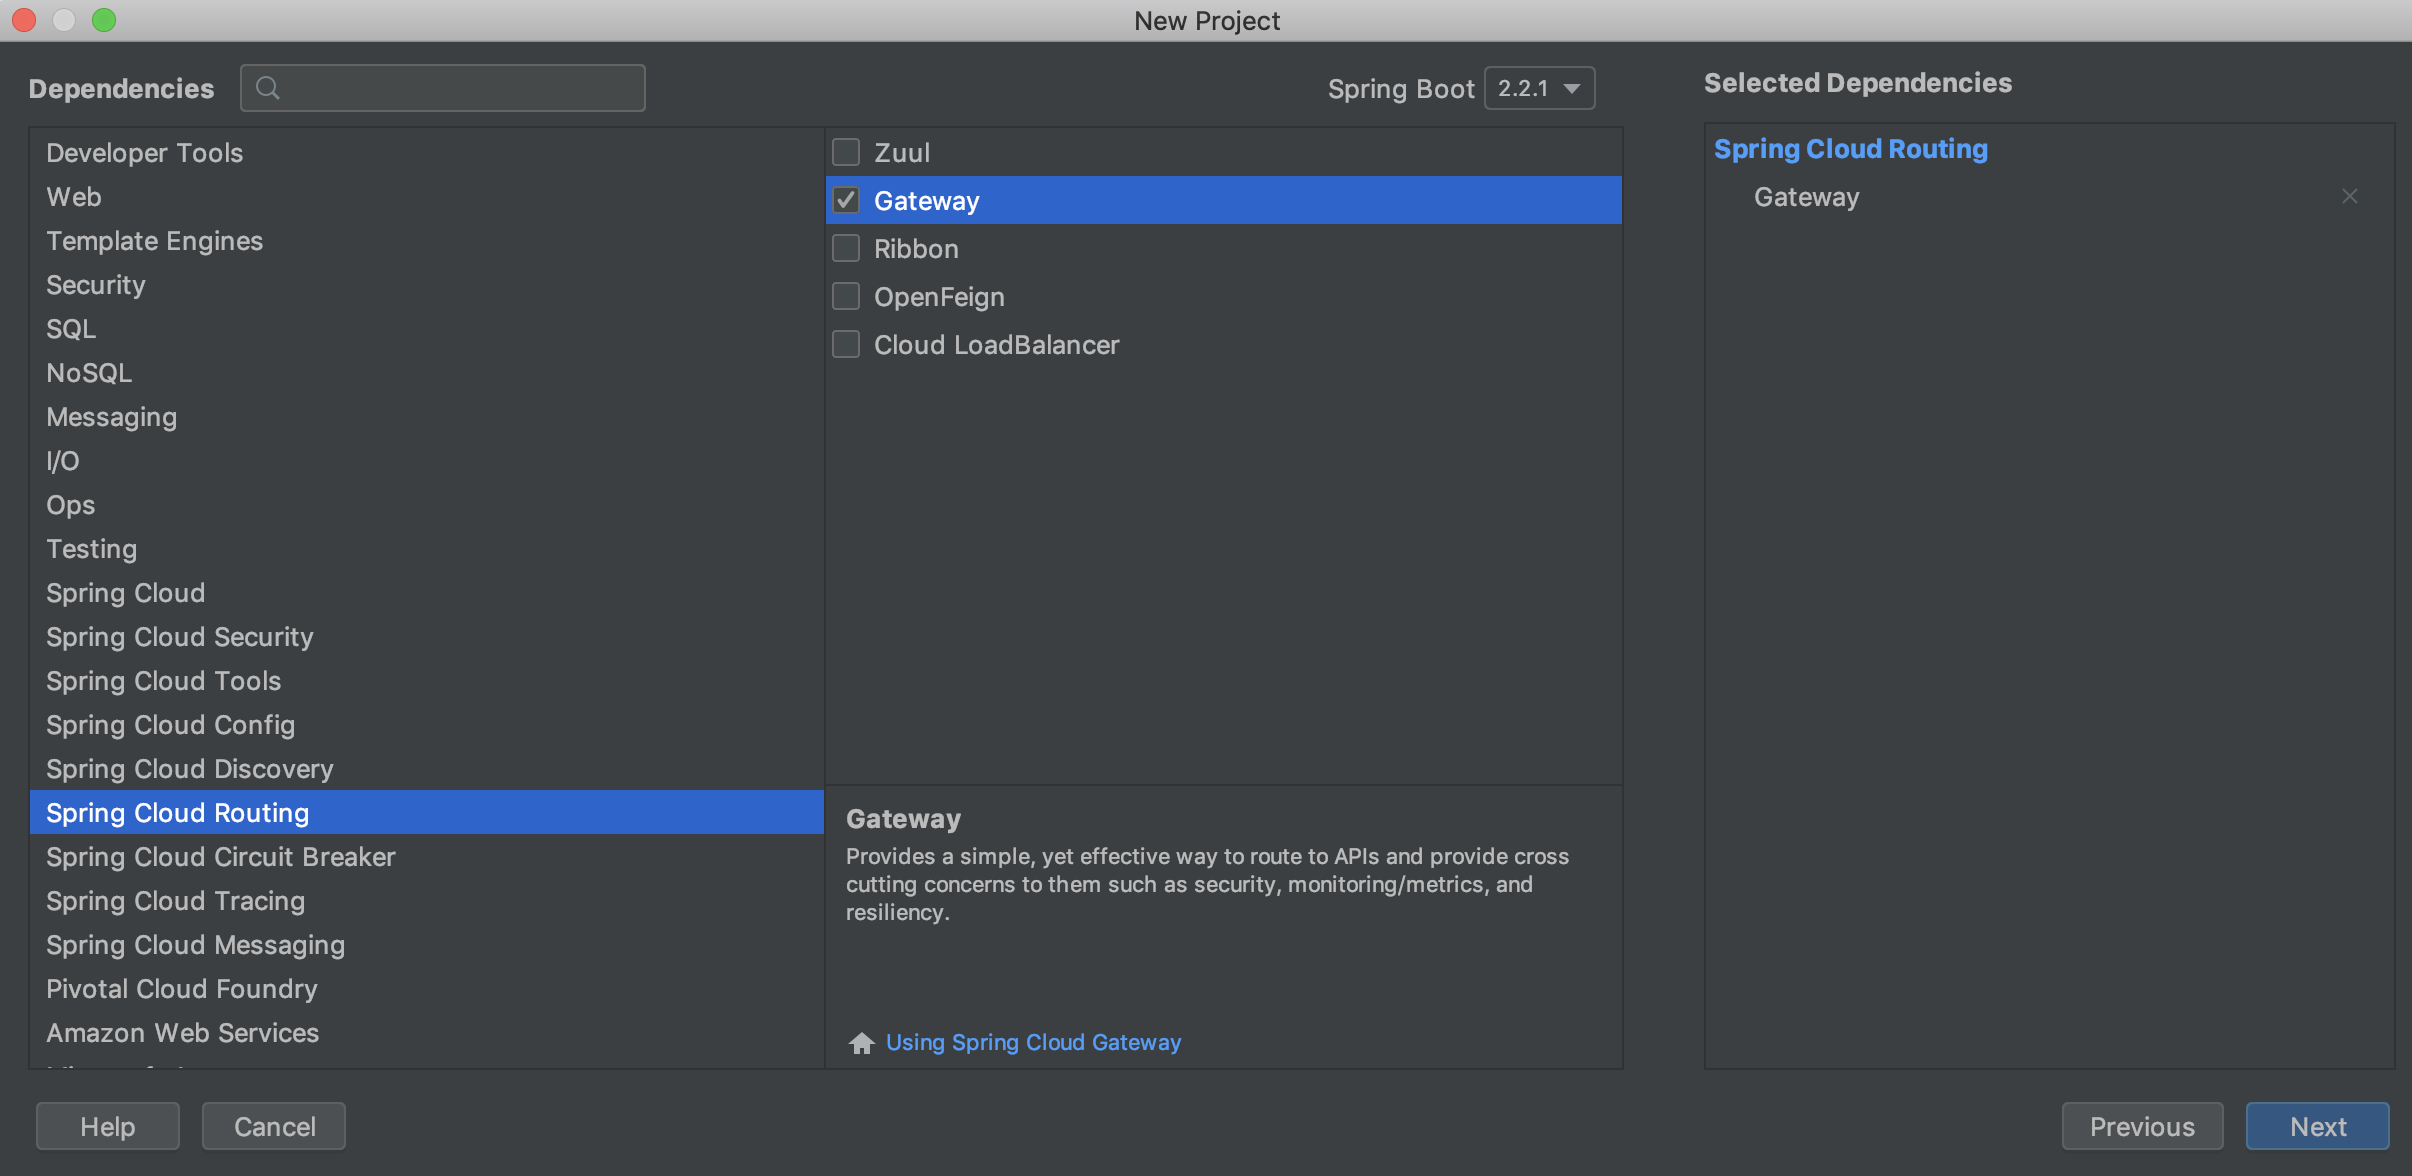 New Project
Dependencies
Spring Boot 2.2.1
Selected Dependencies
Developer Tools
Web
Template Engines
Security
SQL
NoSQL
Messaging
I/O
Ops
Testing
Spring Cloud
Spring Cloud Security
Spring Cloud Tools
Spring Cloud Config
Spring Cloud Discovery
Spring Cloud Routing
Spring Cloud Circuit Breaker
Spring Cloud Tracing
Spring Cloud Messaging
Pivotal Cloud Foundry
Amazon Web Services
Zuul
Gateway
Ribbon
OpenFeign
Cloud LoadBalancer
Gateway
Provides a simple, yet effective way to route to APIs and provide cross
cutting concerns to them such as security, monitoring/metrics, and
resiliency.
Using Spring Cloud Gateway
Spring Cloud Routing
Gateway
Help
Cancel
Previous
Next